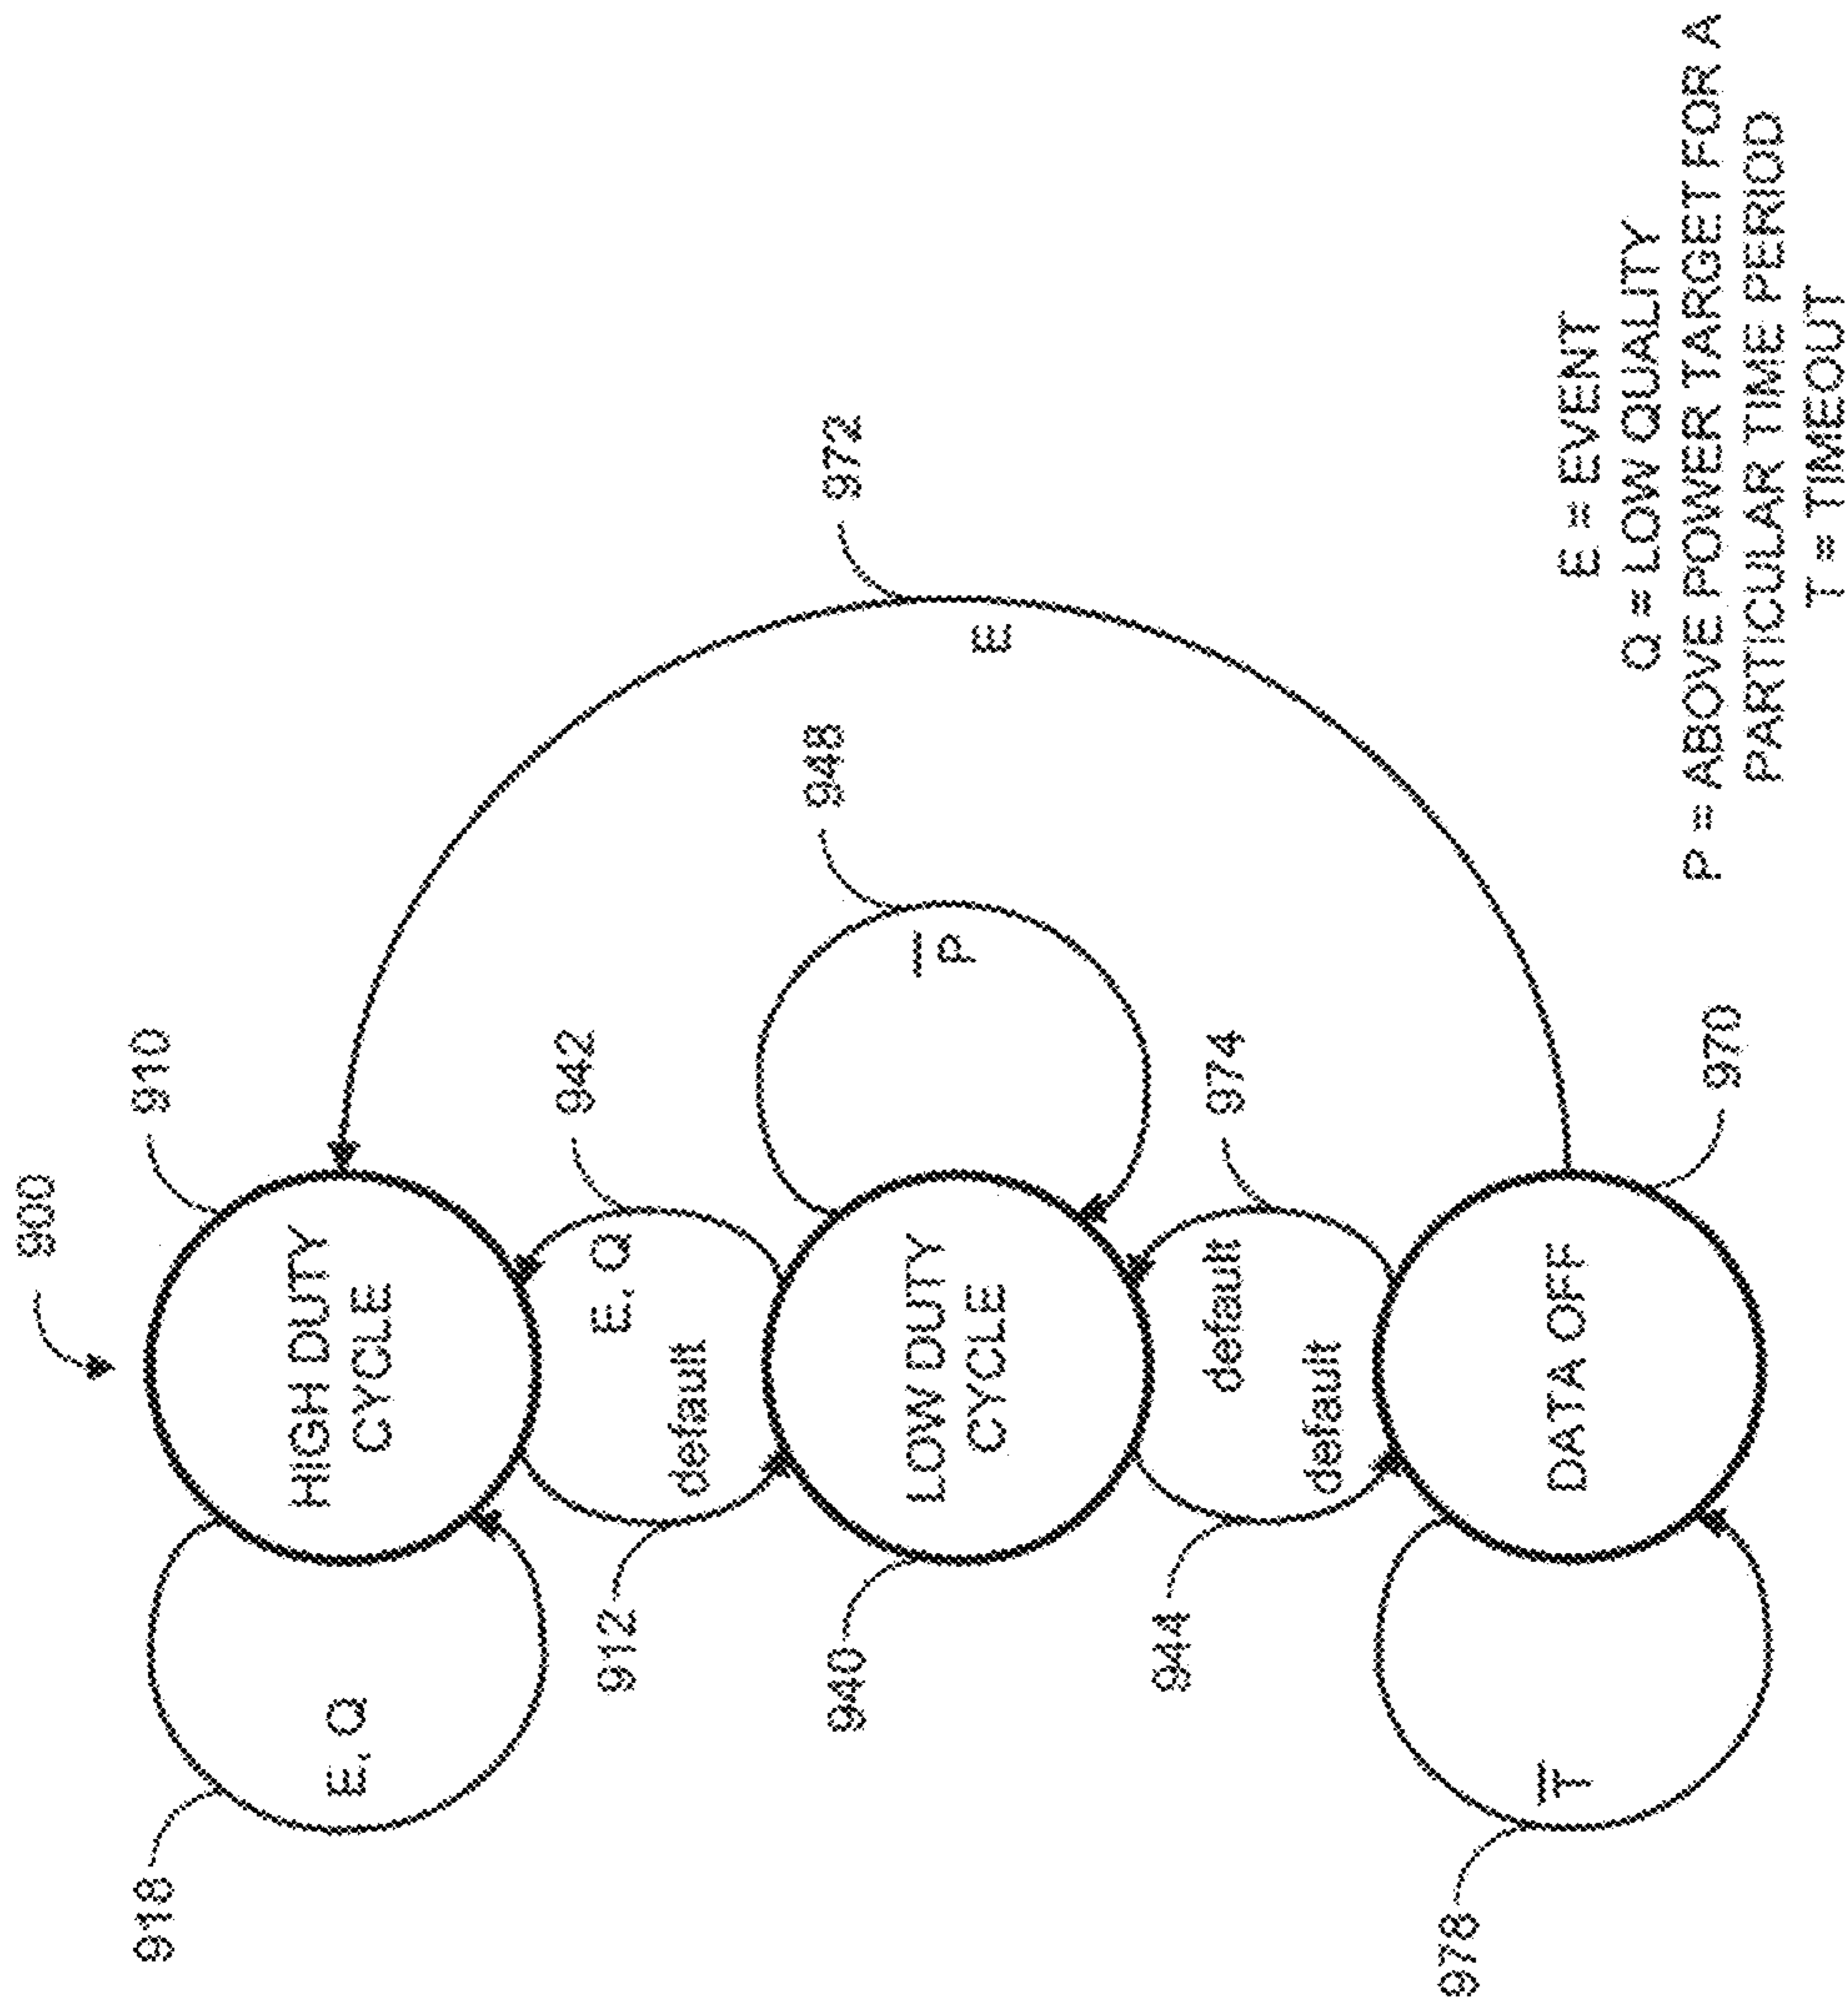 900
910
918
HIGH DUTY
CYCLE
E, Q
942
E, Q
default
912
972
E
948
P
LOW DUTY
CYCLE
940
974
default
default
944
DATA OFF
970
T
978
E = EVENT
Q = LOW QUALITY
P = ABOVE POWER TARGET FOR A
PARTICULAR TIME PERIOD
T = TIMEOUT